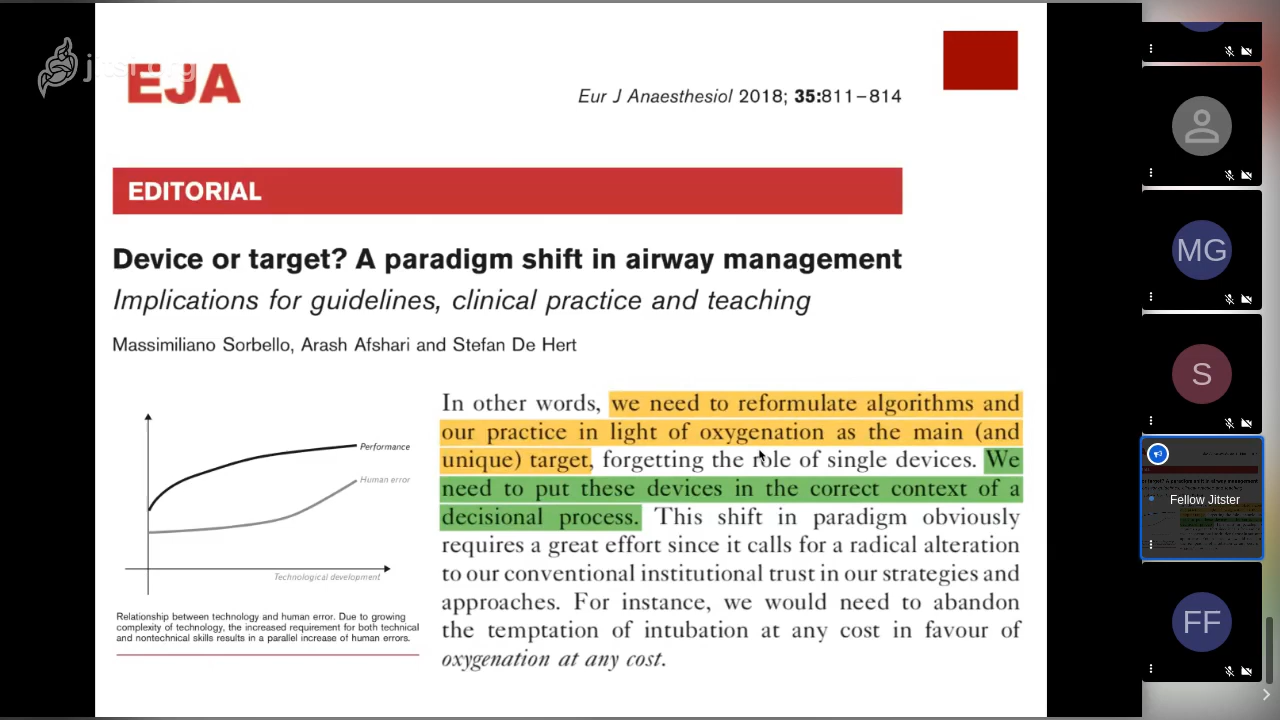 jitsi.org
EJA
Eur J Anaesthesiol 2018; 35:811–814
EDITORIAL
Device or target? A paradigm shift in airway management
Implications for guidelines, clinical practice and teaching
Massimiliano Sorbello, Arash Afshari and Stefan De Hert
Performance
Human error
Technological development
Relationship between technology and human error. Due to growing
complexity of technology, the increased requirement for both technical
and nontechnical skills results in a parallel increase of human errors.
In other words, we need to reformulate algorithms and
our practice in light of oxygenation as the main (and
unique) target, forgetting the role of single devices. We
need to put these devices in the correct context of a
decisional process. This shift in paradigm obviously
requires a great effort since it calls for a radical alteration
to our conventional institutional trust in our strategies and
approaches. For instance, we would need to abandon
the temptation of intubation at any cost in favour of
oxygenation at any cost.
MG
S
Fellow Jitster
FF